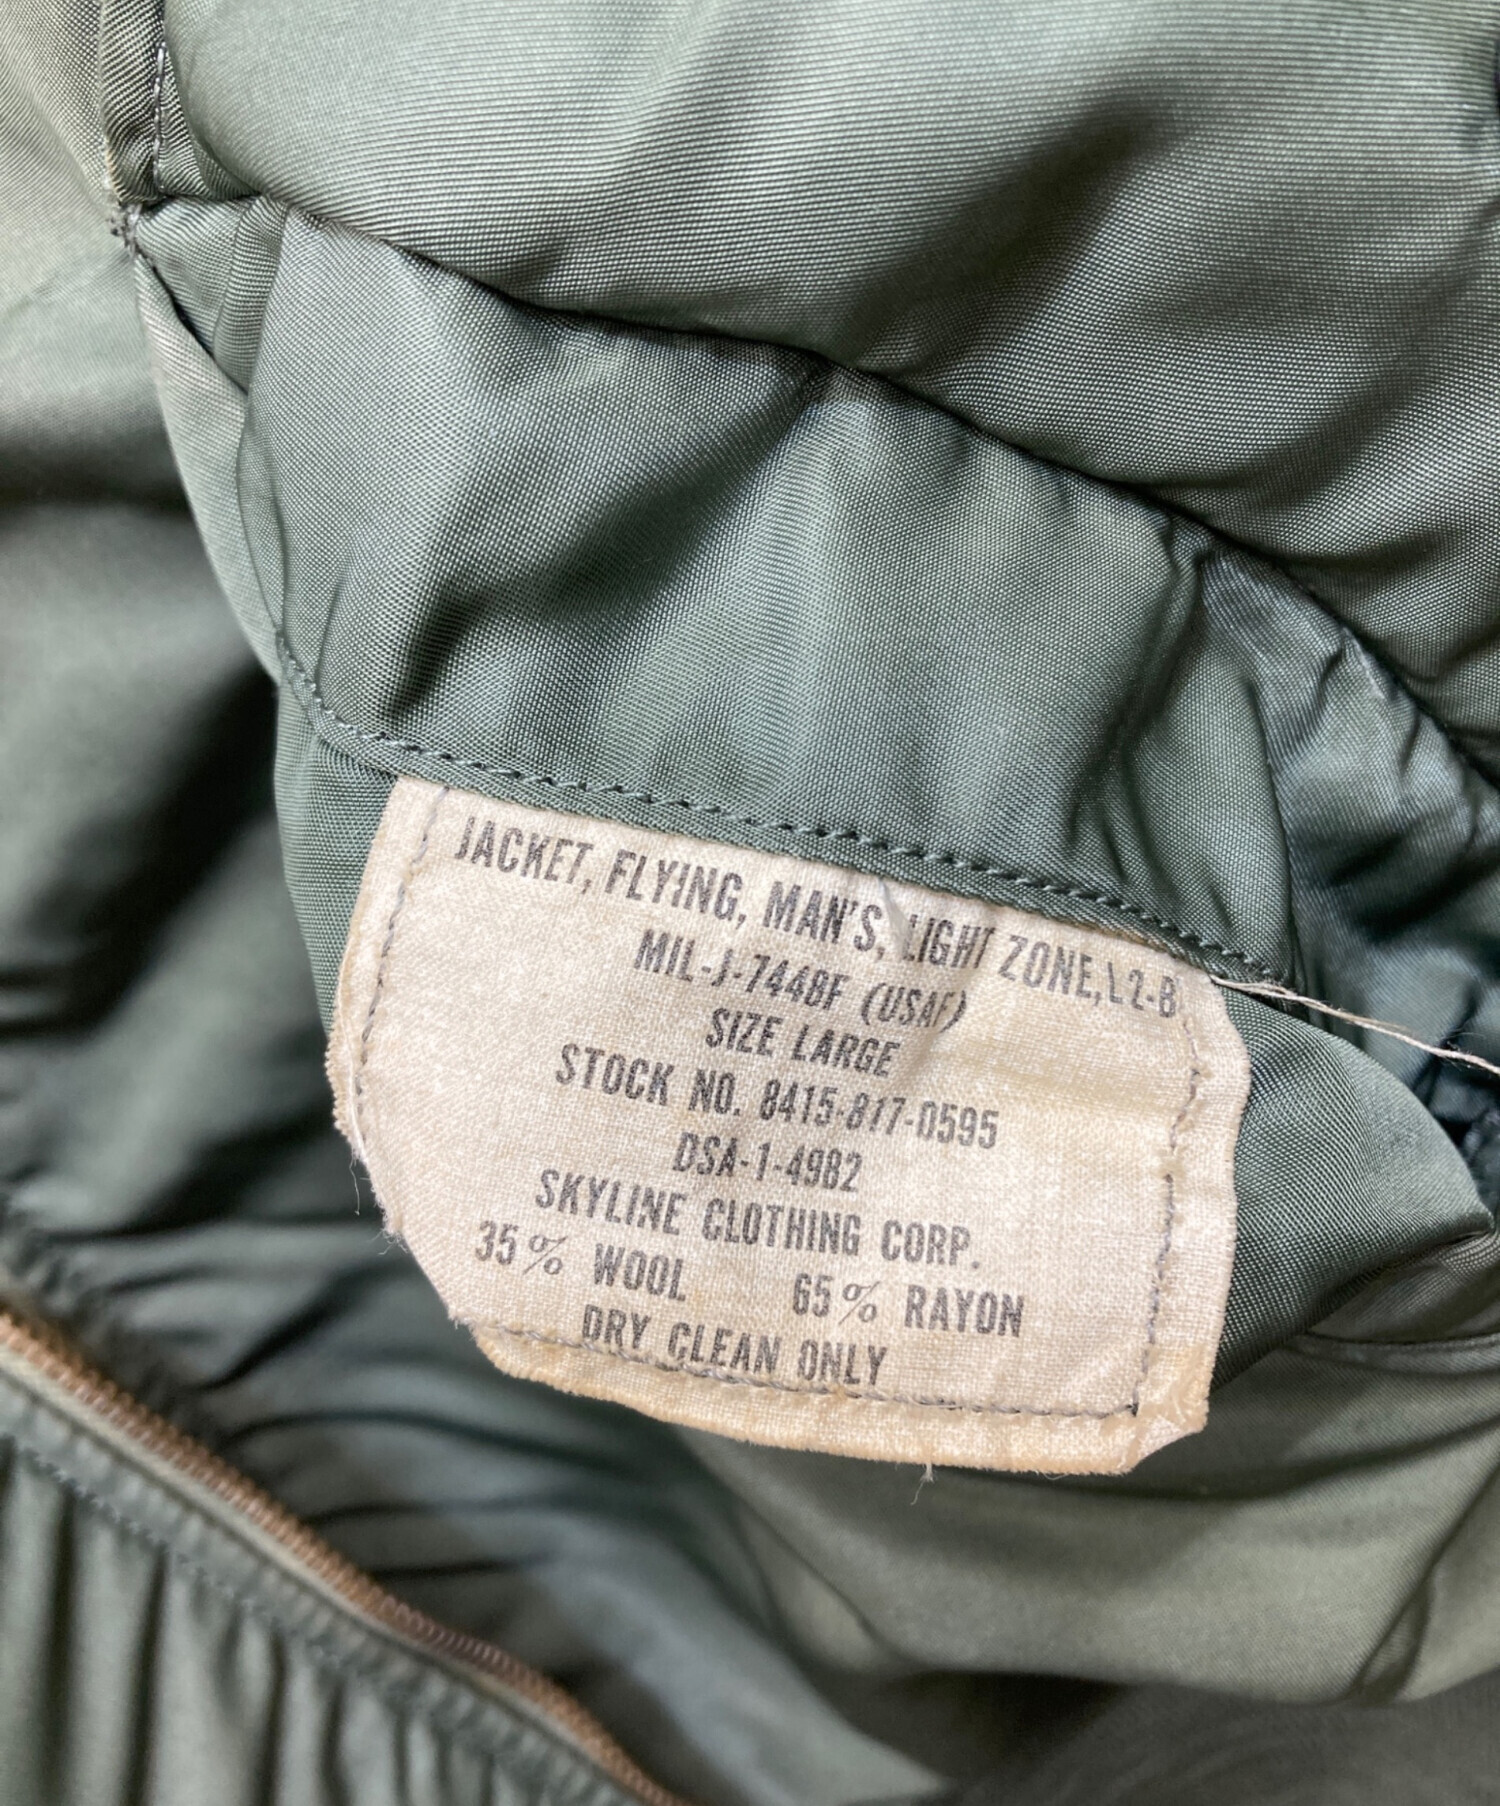 JACKET, FLYING, MAN'S, LIGHT ZONE, L2-B
MIL-J-7448F (USAF)
SIZE LARGE
STOCK NO. 8415-817-0595
DSA-1-4982
SKYLINE CLOTHING CORP.
35% WOOL 65% RAYON
DRY CLEAN ONLY